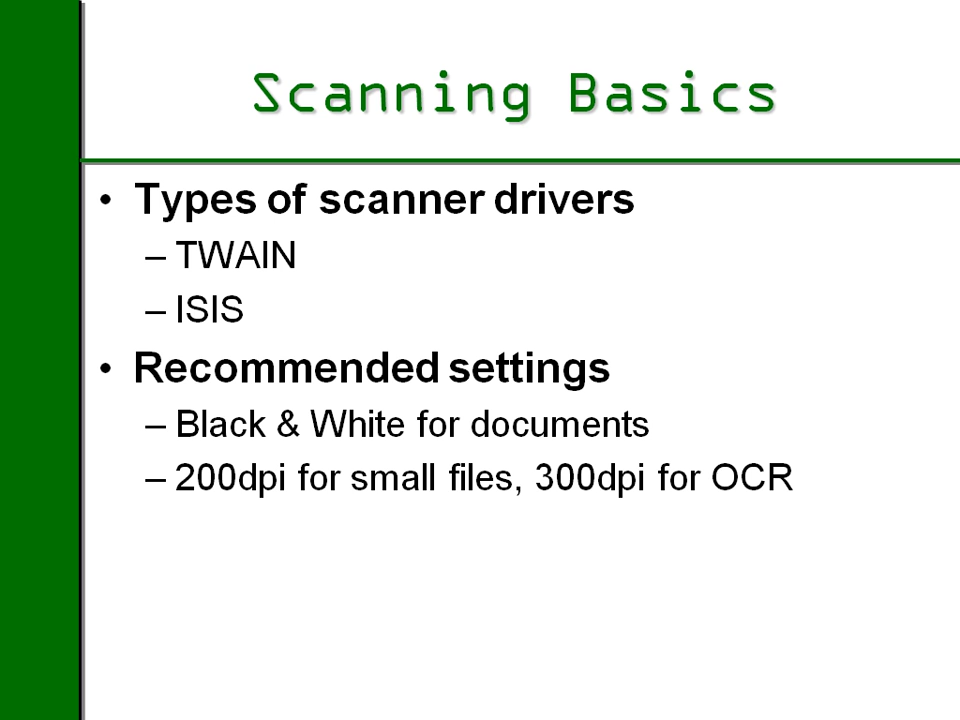 Scanning Basics
• Types of scanner drivers
– TWAIN
– ISIS
• Recommended settings
– Black & White for documents
– 200dpi for small files, 300dpi for OCR